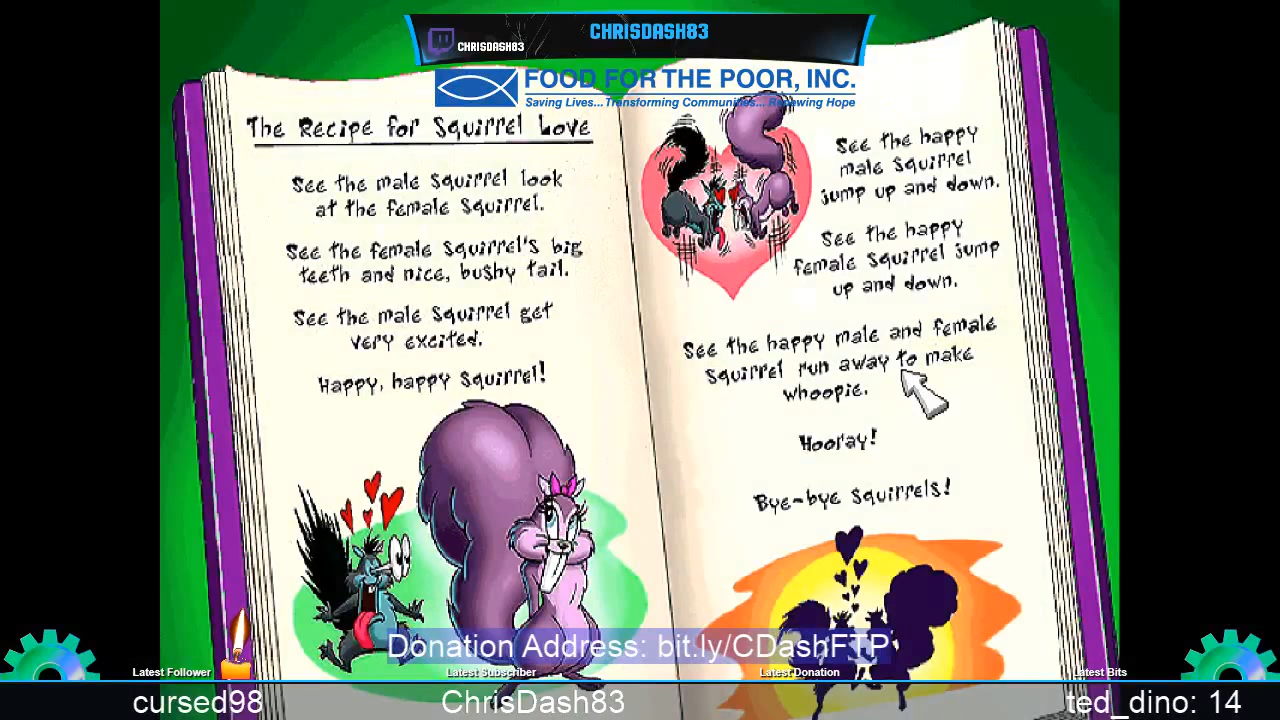 CHRISDASH83
CHRISDASH83
FOOD FOR THE POOR, INC.
Saving Lives...Transforming Communities... Renewing Hope
The Recipe for Squirrel Love
See the male squirrel look
at the female squirrel.
See the female squirrel's big
teeth and nice, bushy tail.
See the male squirrel get
very excited.
Happy, happy squirrel!
See the happy
male squirrel
jump up and down.
See the happy
female squirrel jump
up and down.
See the happy male and female
squirrel run away to make
whoopie.
Hooray!
Bye-bye squirrels!
Donation Address: bit.ly/CDashFTP
Latest Follower
Latest Subscriber
Latest Donation
Latest Bits
cursed98
ChrisDash83
ted_dino: 14